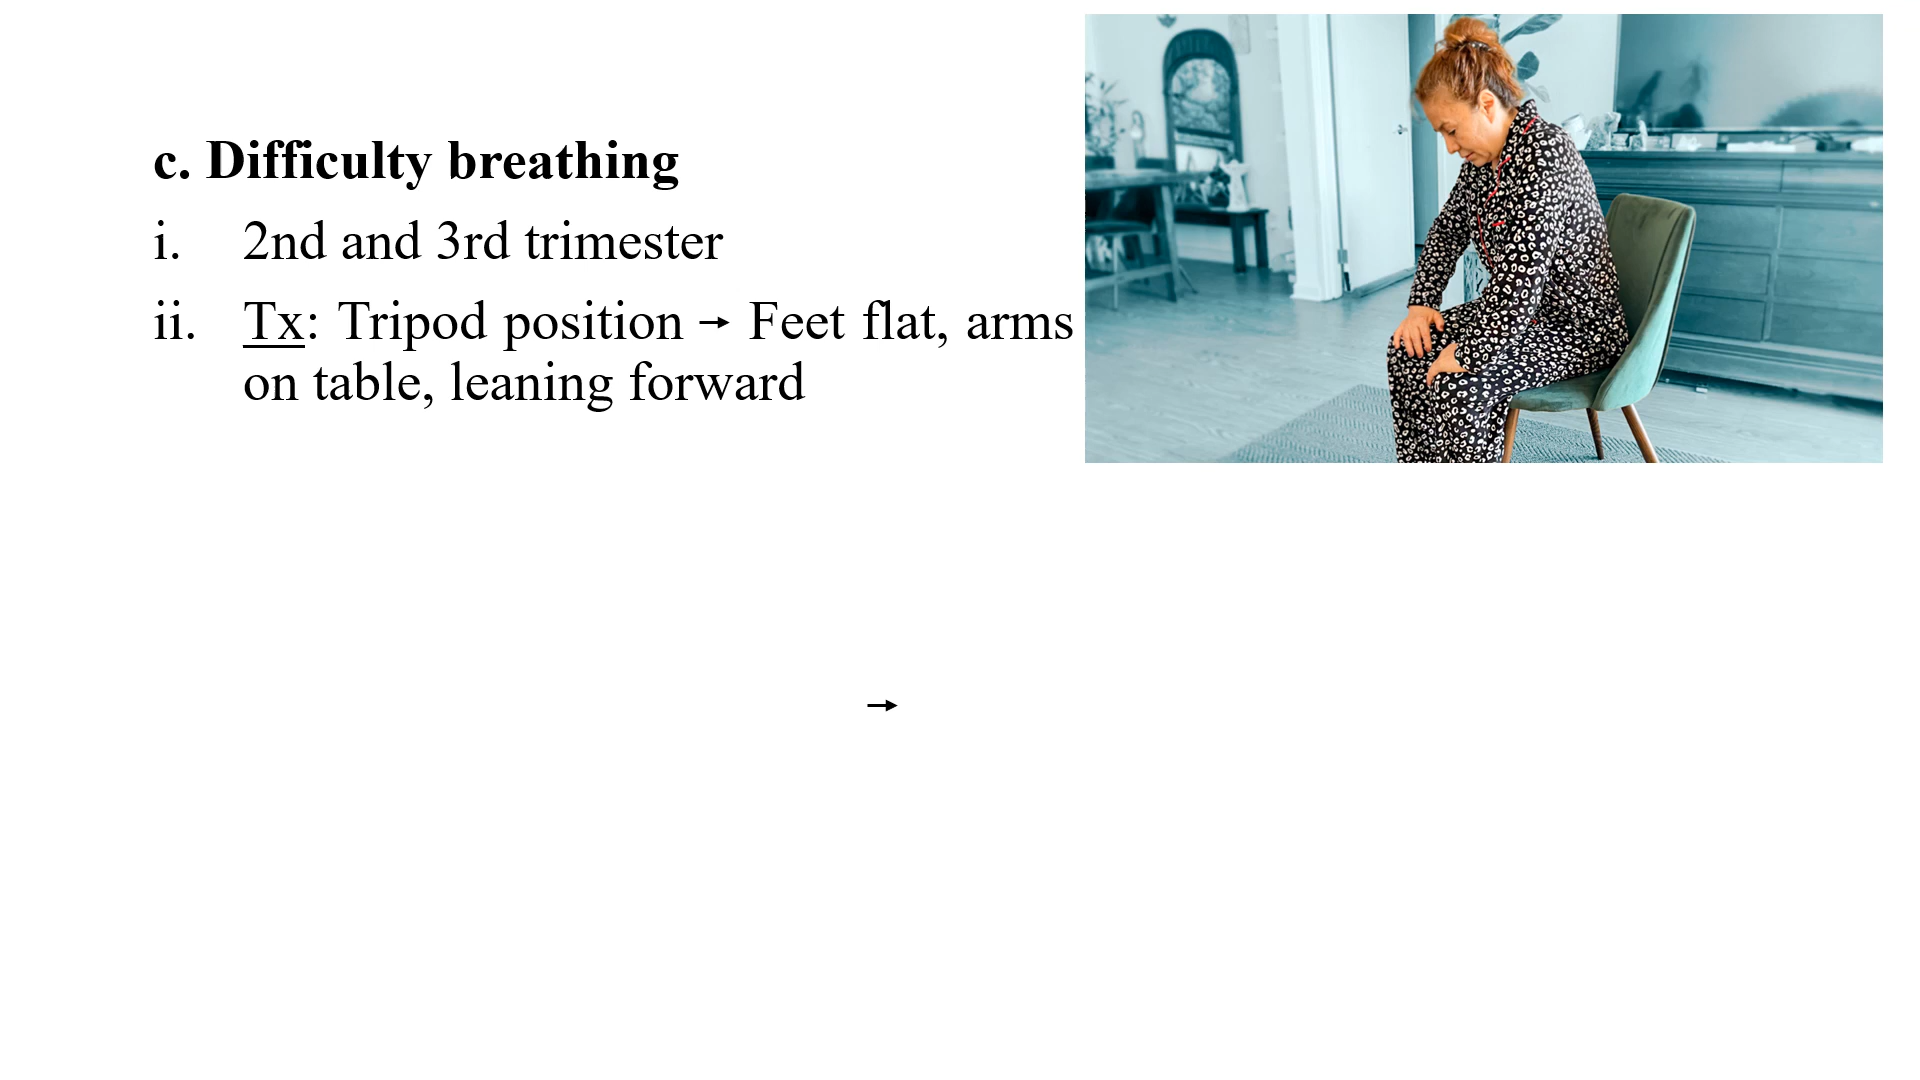 c. Difficulty breathing
i. 2nd and 3rd trimester
ii. Tx: Tripod position → Feet flat, arms
on table, leaning forward
→